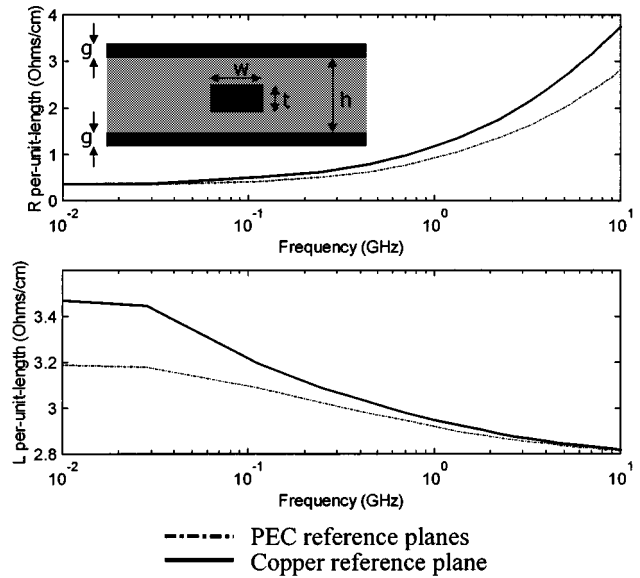 R per-unit-length (Ohms/cm)
4
3
2
1
0
g
w
t
h
g
10^-2
10^-1
10^0
10^1
Frequency (GHz)
L per-unit-length (Ohms/cm)
3.4
3.2
3
2.8
10^-2
10^-1
10^0
10^1
Frequency (GHz)
PEC reference planes
Copper reference plane